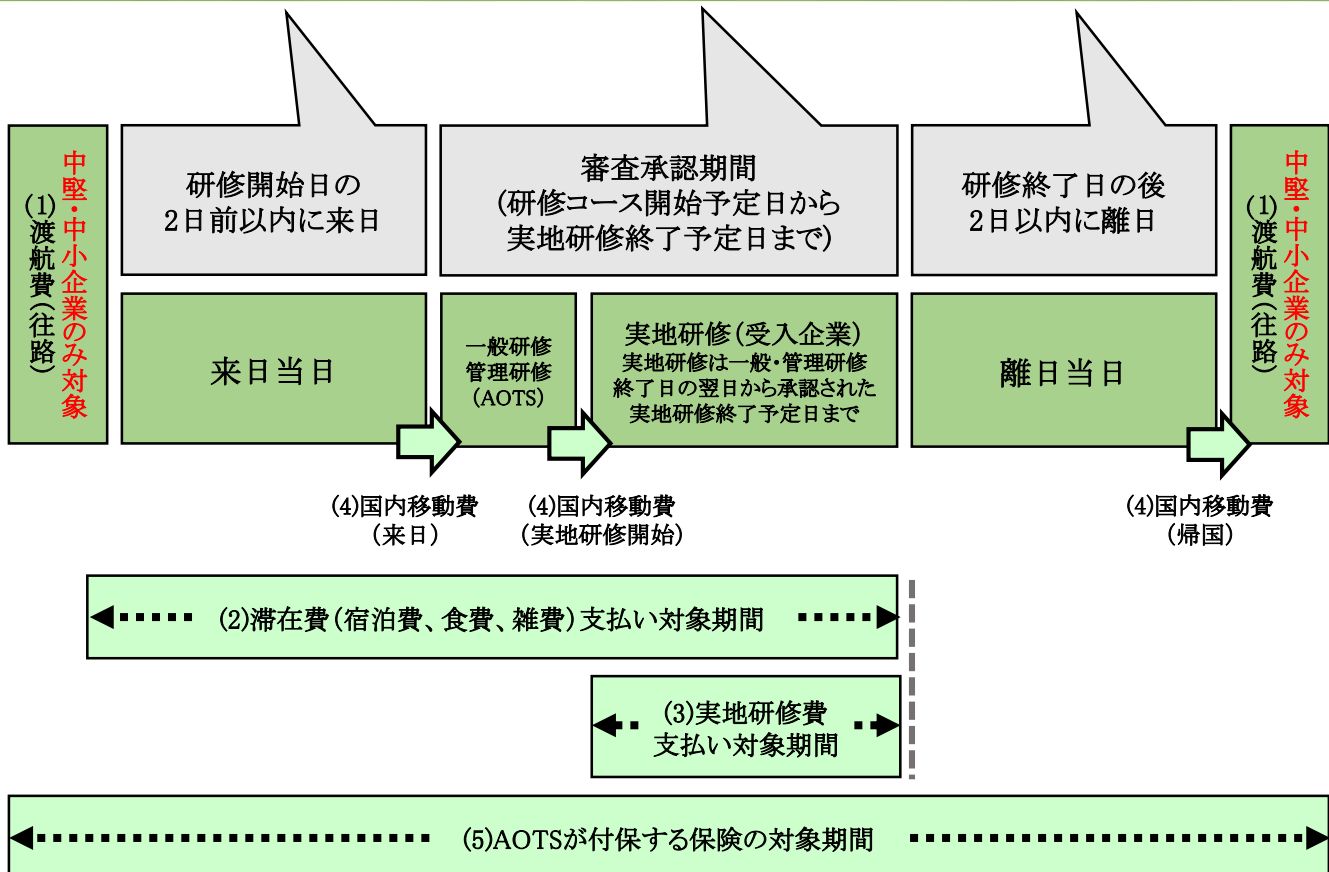 中堅・中小企業のみ対象
(1)渡航費(往路)
研修開始日の
2日前以内に来日
審査承認期間
(研修コース開始予定日から
実地研修終了予定日まで)
研修終了日の後
2日以内に離日
中堅・中小企業のみ対象
(1)渡航費(往路)
来日当日
一般研修
管理研修
(AOTS)
実地研修(受入企業)
実地研修は一般・管理研修
終了日の翌日から承認された
実地研修終了予定日まで
離日当日
(4)国内移動費
(来日)
(4)国内移動費
(実地研修開始)
(4)国内移動費
(帰国)
(2)滞在費(宿泊費、食費、雑費)支払い対象期間
(3)実地研修費
支払い対象期間
(5)AOTSが付保する保険の対象期間